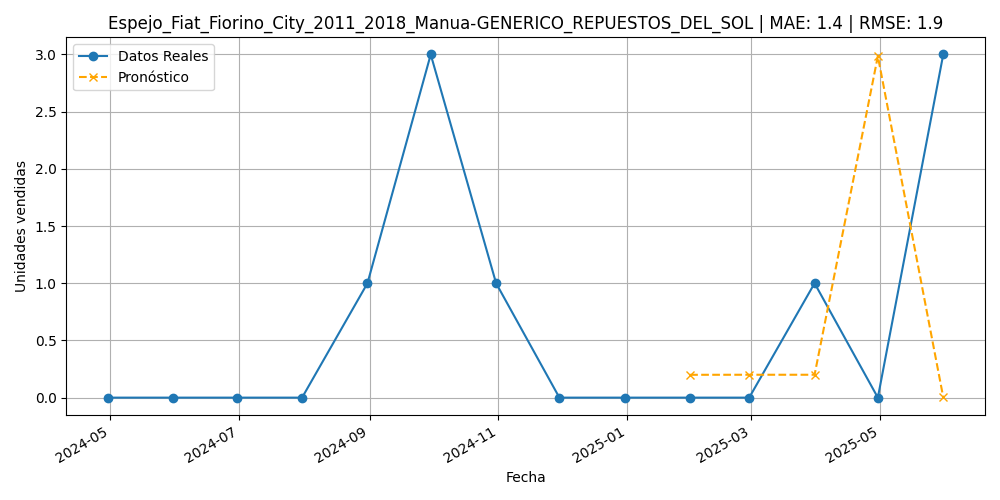 Espejo_Fiat_Fiorino_City_2011_2018_Manua-GENERICO_REPUESTOS_DEL_SOL | MAE: 1.4 | RMSE: 1.9
Datos Reales
Pronóstico
Unidades vendidas
3.0
2.5
2.0
1.5
1.0
0.5
0.0
2024-05
2024-07
2024-09
2024-11
2025-01
2025-03
2025-05
Fecha